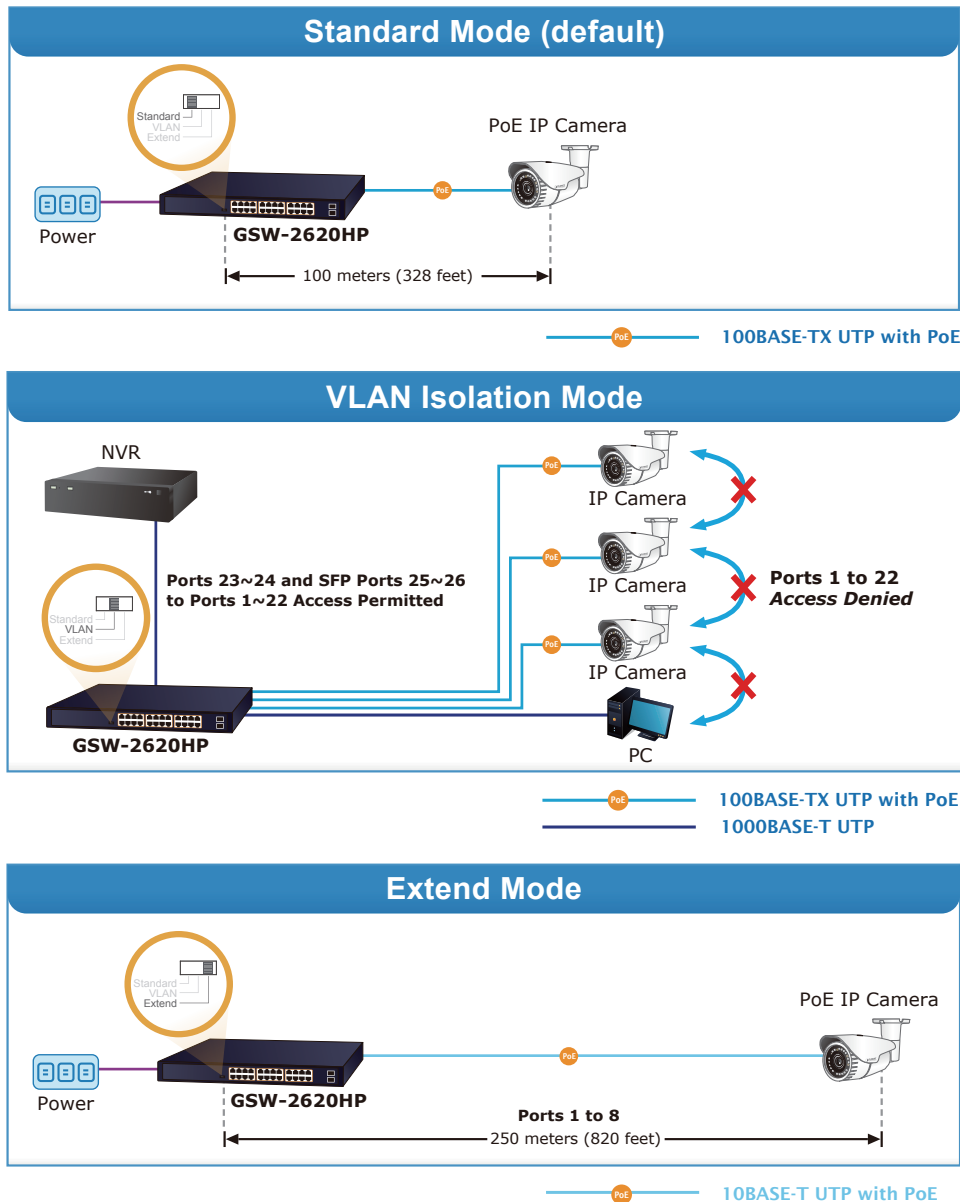 Standard Mode (default)
Standard
VLAN
Extend
PoE IP Camera
PoE
Power
GSW-2620HP
100 meters (328 feet)
PoE
100BASE-TX UTP with PoE
VLAN Isolation Mode
NVR
PoE
IP Camera
Ports 23~24 and SFP Ports 25~26
to Ports 1~22 Access Permitted
PoE
IP Camera
Ports 1 to 22
Access Denied
Standard
VLAN
Extend
PoE
IP Camera
GSW-2620HP
PC
PoE
100BASE-TX UTP with PoE
1000BASE-T UTP
Extend Mode
Standard
VLAN
Extend
PoE IP Camera
PoE
Power
GSW-2620HP
Ports 1 to 8
250 meters (820 feet)
PoE
10BASE-T UTP with PoE